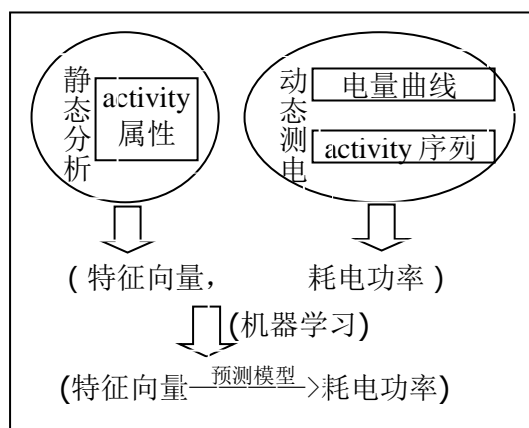 静态分析
activity
属性
动态测电
电量曲线
activity 序列
(特征向量， 耗电功率)
(机器学习)
(特征向量——预测模型——>耗电功率)